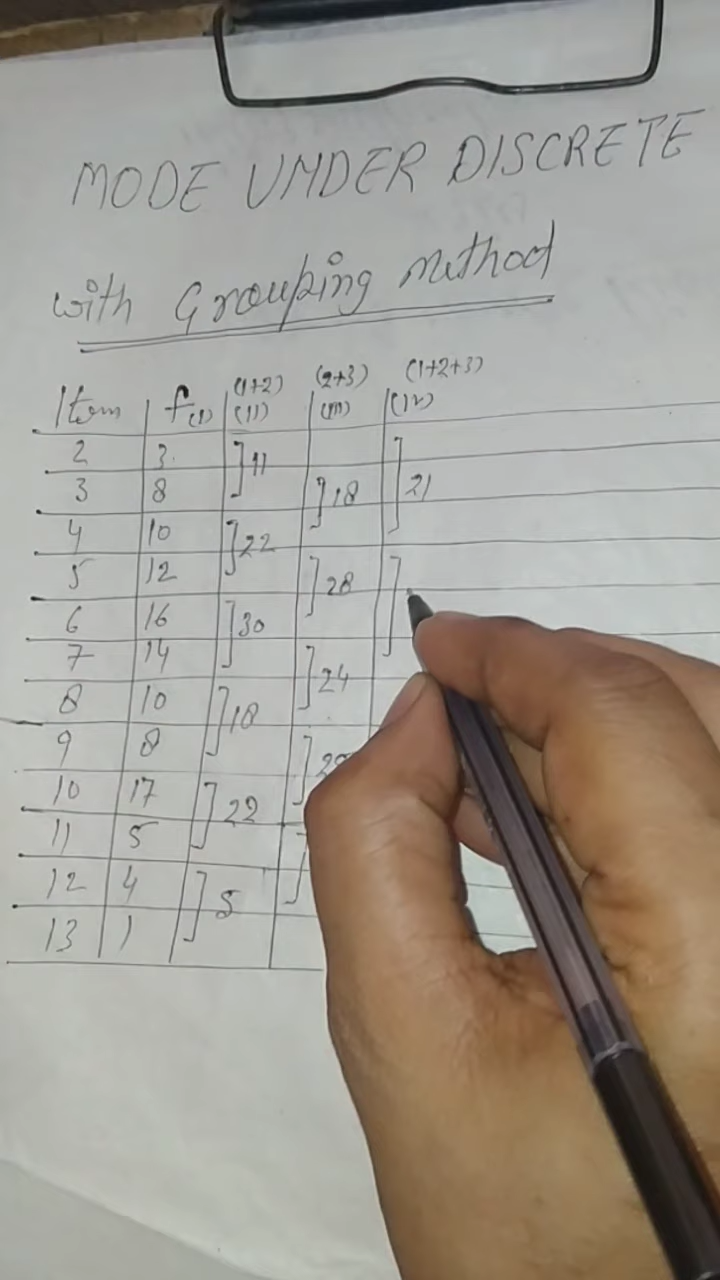 MODE UNDER DISCRETE
with Grouping Method
(1+2) (2+3) (1+2+3)
Item f(I) (II) (III) (IV)
2 3
11
3 8 18 21
4 10
22
5 12
28
6 16 30
7 14
24
8 10 18
9 8
10 17
22
11 5
12 4
5
13 1